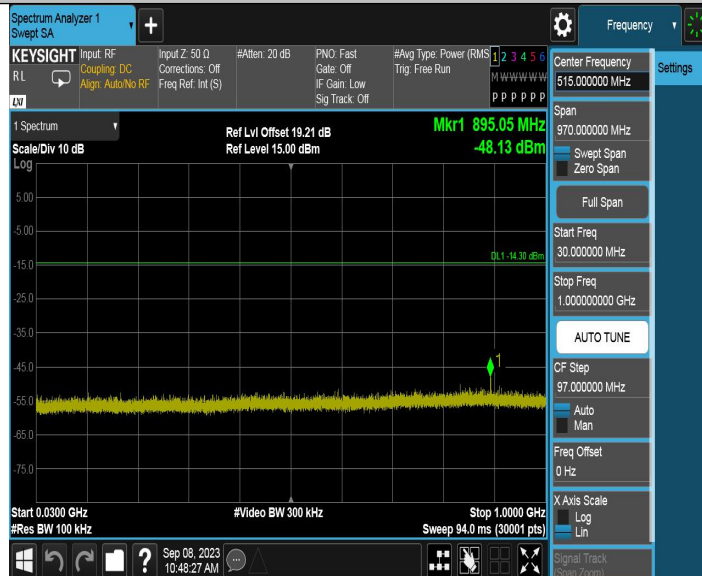 Spectrum Analyzer 1
Swept SA
+
Frequency
KEYSIGHT
RL
LXI
Input: RF
Coupling: DC
Align: Auto/No RF
Input Z: 50 Ω
Corrections: Off
Freq Ref: Int (S)
#Atten: 20 dB
PNO: Fast
Gate: Off
IF Gain: Low
Sig Track: Off
#Avg Type: Power (RMS
Trig: Free Run
1 2 3 4 5 6
M W W W W W
P P P P P P
Center Frequency
515.000000 MHz
Settings
Span
970.000000 MHz
Swept Span
Zero Span
Full Span
Start Freq
30.000000 MHz
Stop Freq
1.000000000 GHz
AUTO TUNE
CF Step
97.000000 MHz
Auto
Man
Freq Offset
0 Hz
X Axis Scale
Log
Lin
Signal Track
(Span Zoom)
1 Spectrum
Scale/Div 10 dB
Ref Lvl Offset 19.21 dB
Ref Level 15.00 dBm
Mkr1 895.05 MHz
-48.13 dBm
Log
5.00
-5.00
DL1 -14.30 dBm
-15.0
-25.0
-35.0
1
-45.0
-55.0
-65.0
-75.0
Start 0.0300 GHz
#Video BW 300 kHz
Stop 1.0000 GHz
#Res BW 100 kHz
Sweep 94.0 ms (30001 pts)
?
Sep 08, 2023
10:48:27 AM